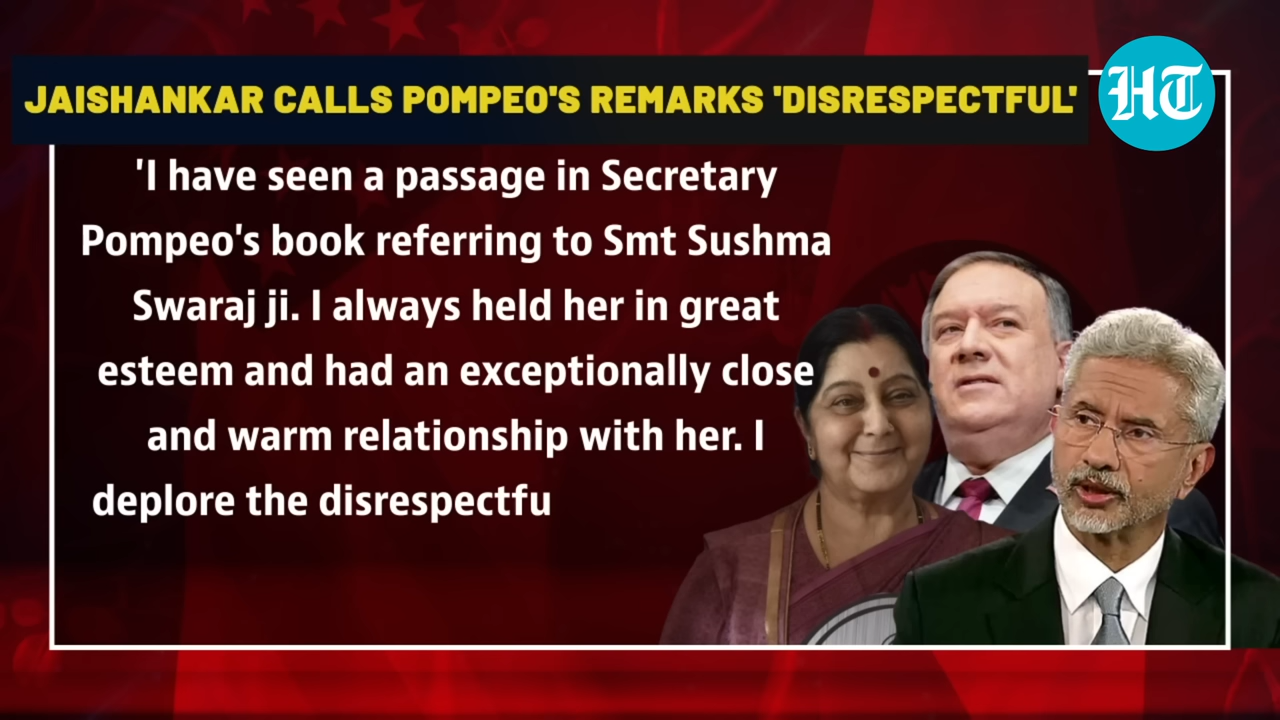 JAISHANKAR CALLS POMPEO'S REMARKS 'DISRESPECTFUL'
HT
'I have seen a passage in Secretary
Pompeo's book referring to Smt Sushma
Swaraj ji. I always held her in great
esteem and had an exceptionally close
and warm relationship with her. I
deplore the disrespectfu